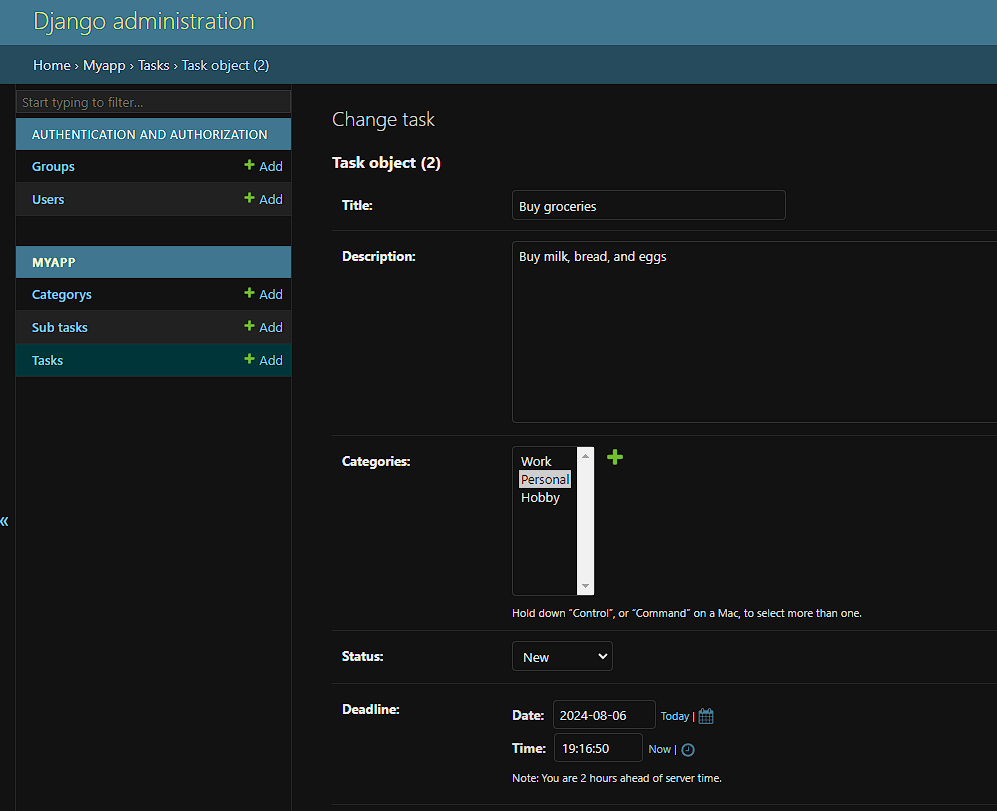 Django administration
Home › Myapp › Tasks › Task object (2)
Start typing to filter...
AUTHENTICATION AND AUTHORIZATION
Groups + Add
Users + Add
MYAPP
Categorys + Add
Sub tasks + Add
Tasks + Add
«
Change task
Task object (2)
Title: Buy groceries
Description: Buy milk, bread, and eggs
Categories: Work
Personal
Hobby
Hold down “Control”, or “Command” on a Mac, to select more than one.
Status: New
Deadline:
Date: 2024-08-06 Today |
Time: 19:16:50 Now |
Note: You are 2 hours ahead of server time.